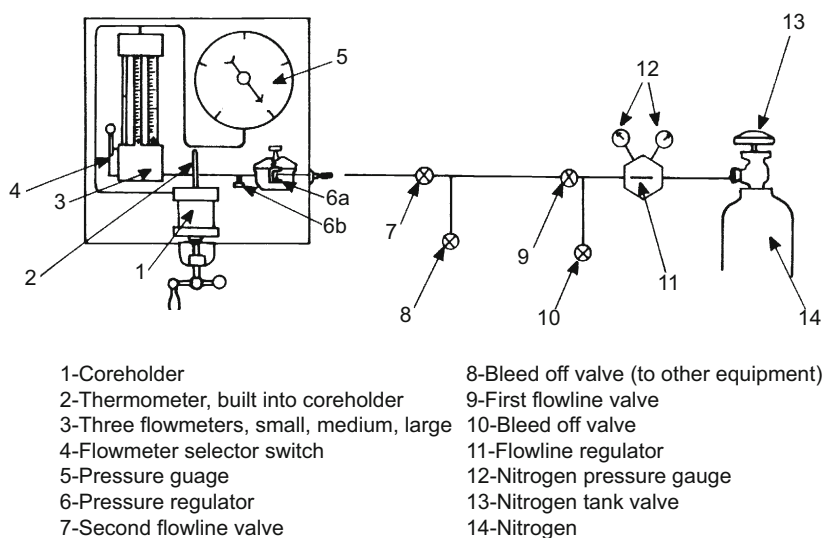 13
12
5
4
3
6a
6b
7
9
2
1
8
10
11
14
1-Coreholder
2-Thermometer, built into coreholder
3-Three flowmeters, small, medium, large
4-Flowmeter selector switch
5-Pressure guage
6-Pressure regulator
7-Second flowline valve
8-Bleed off valve (to other equipment)
9-First flowline valve
10-Bleed off valve
11-Flowline regulator
12-Nitrogen pressure gauge
13-Nitrogen tank valve
14-Nitrogen